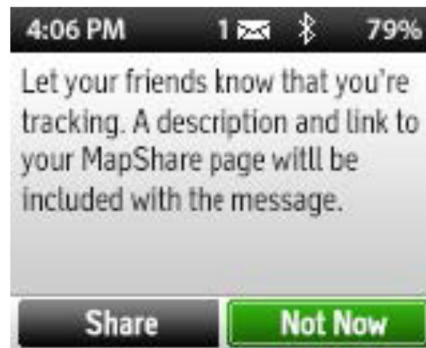 4:06 PM 1 79%
Let your friends know that you're
tracking. A description and link to
your MapShare page witll be
included with the message.
Share Not Now